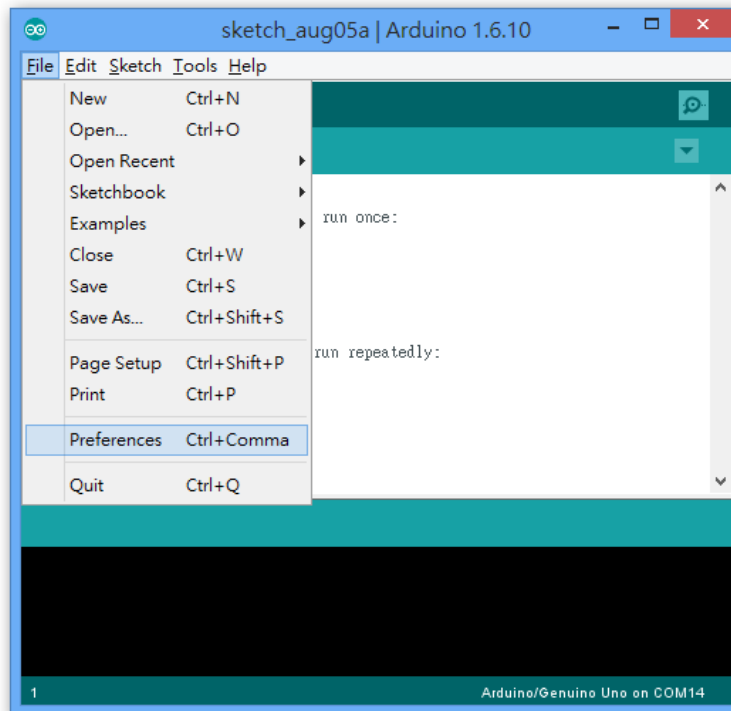 sketch_aug05a | Arduino 1.6.10
File Edit Sketch Tools Help
New Ctrl+N
Open... Ctrl+O
Open Recent
Sketchbook
Examples
run once:
Close Ctrl+W
Save Ctrl+S
Save As... Ctrl+Shift+S
run repeatedly:
Page Setup Ctrl+Shift+P
Print Ctrl+P
Preferences Ctrl+Comma
Quit Ctrl+Q
1 Arduino/Genuino Uno on COM14